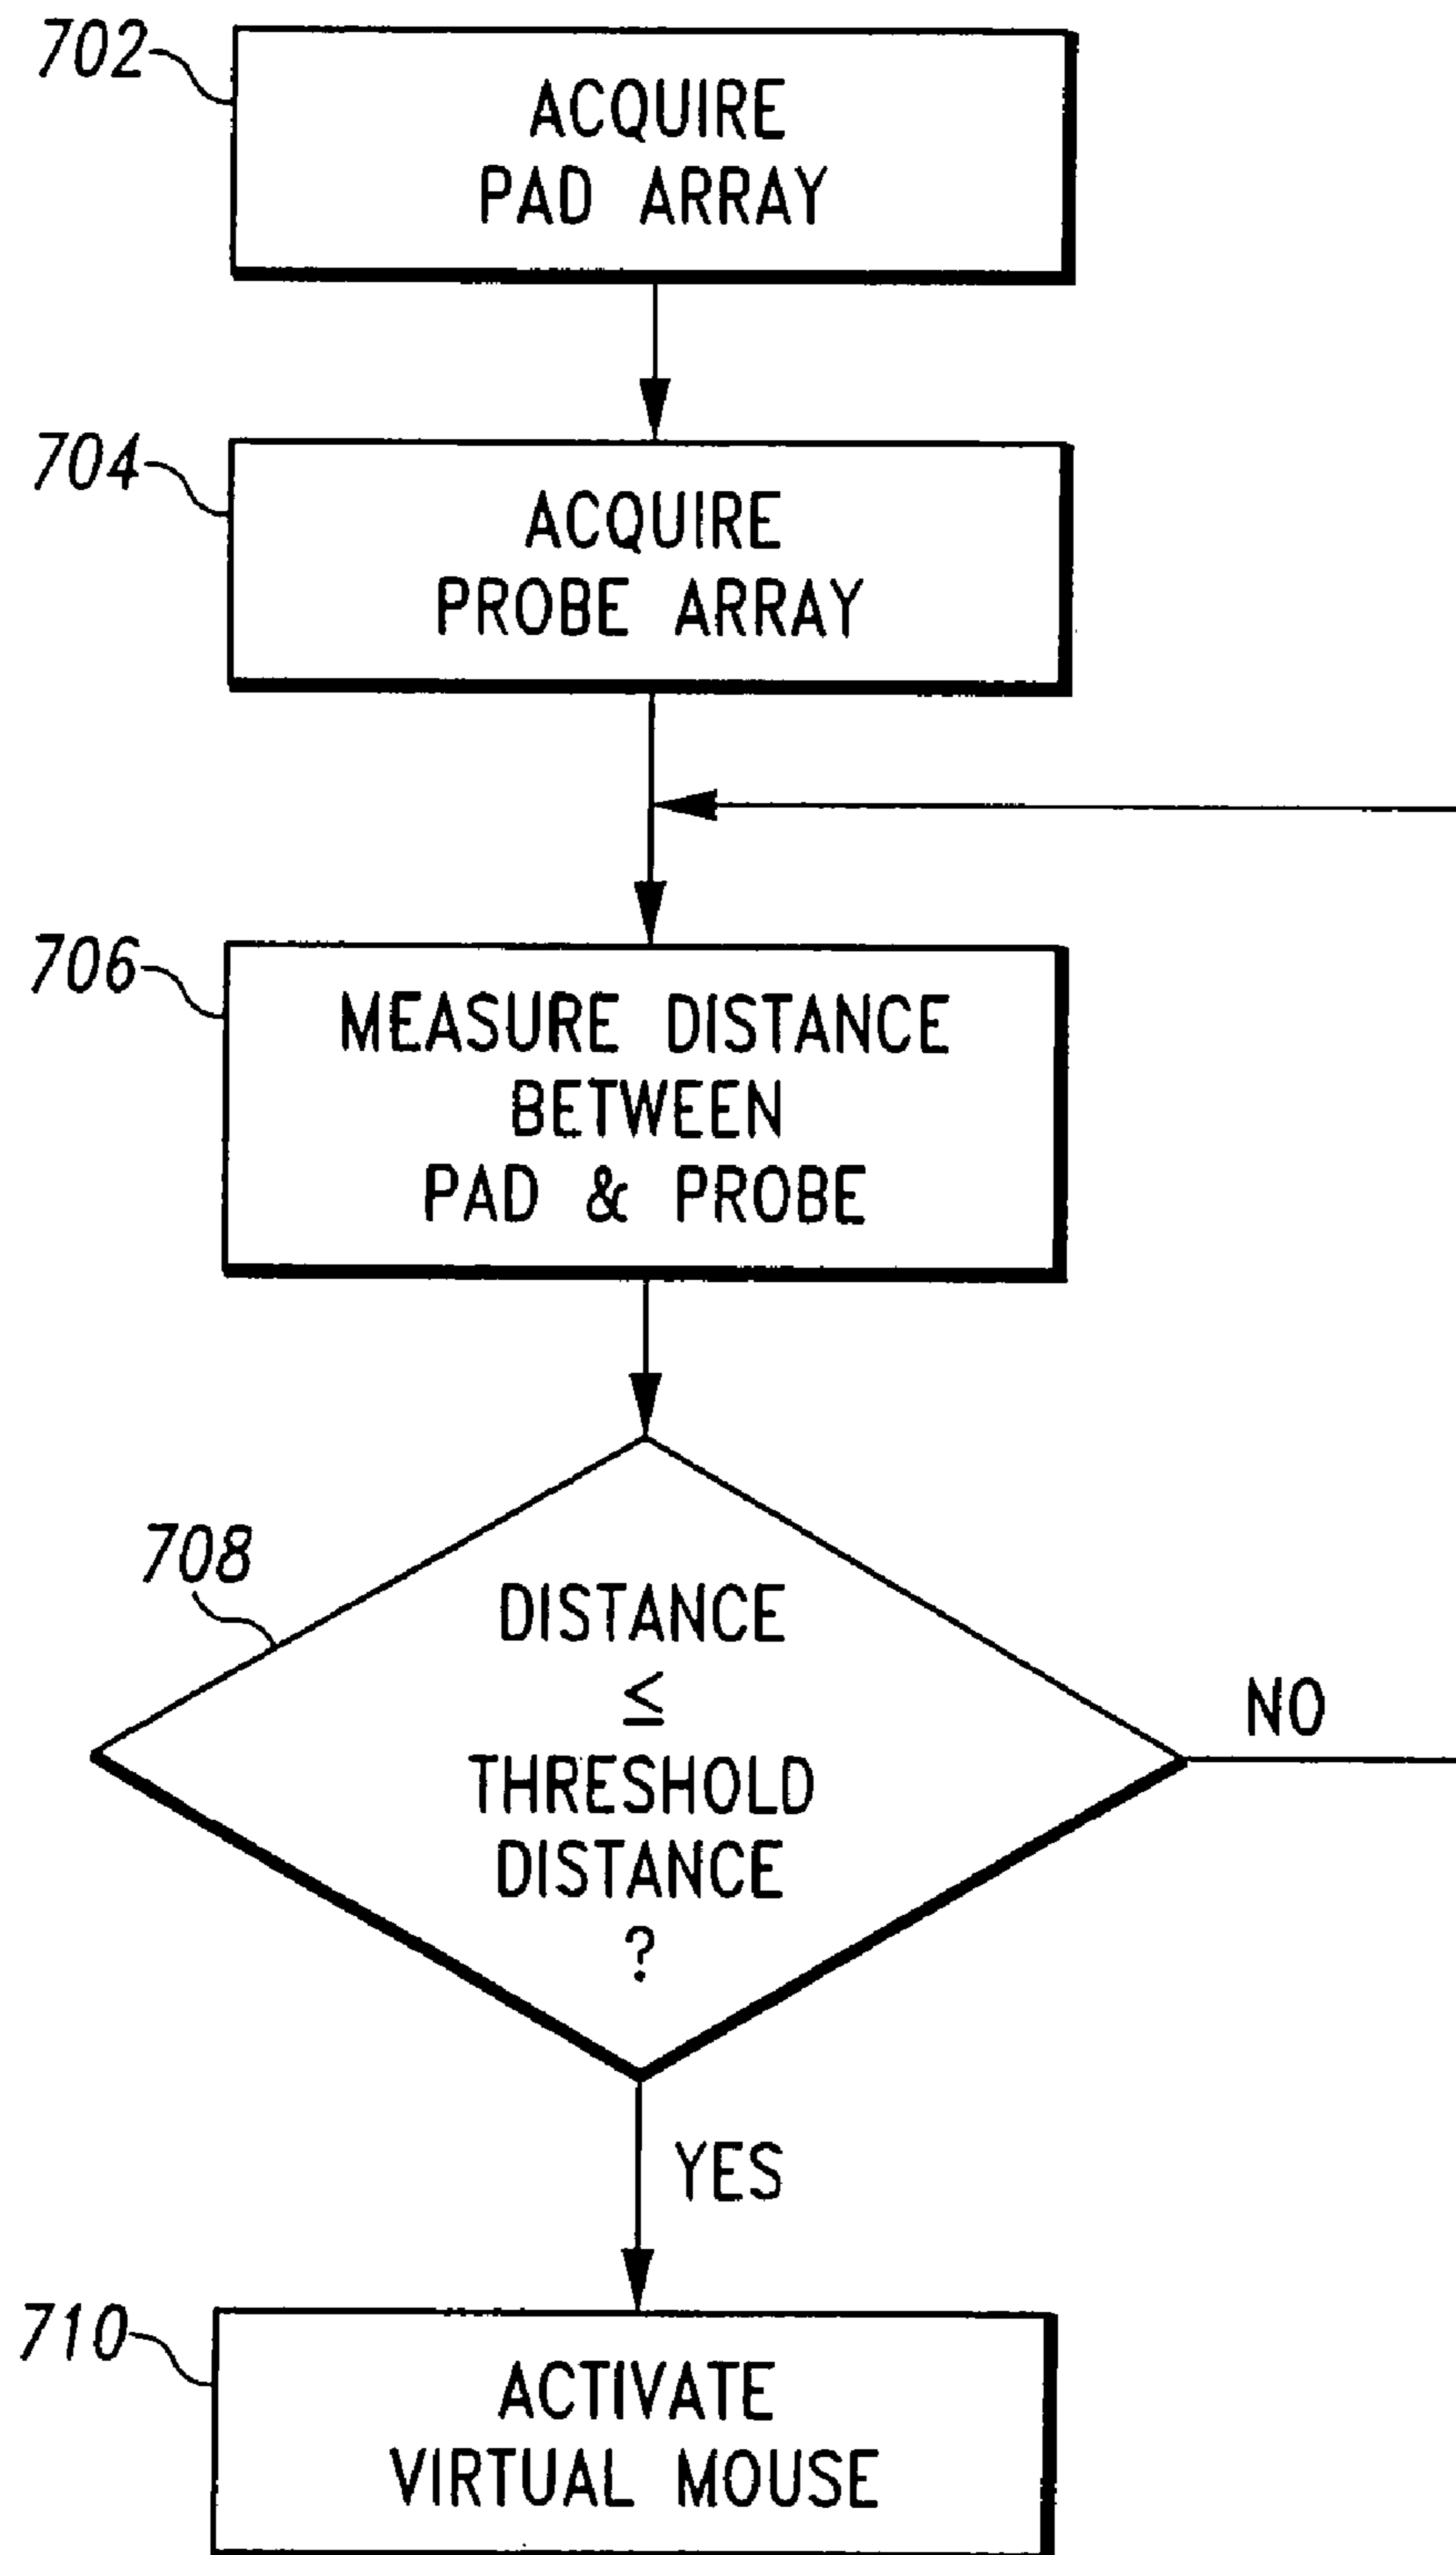 702
ACQUIRE
PAD ARRAY
704
ACQUIRE
PROBE ARRAY
706
MEASURE DISTANCE
BETWEEN
PAD & PROBE
708
DISTANCE
≤
THRESHOLD
DISTANCE
?
NO
YES
710
ACTIVATE
VIRTUAL MOUSE